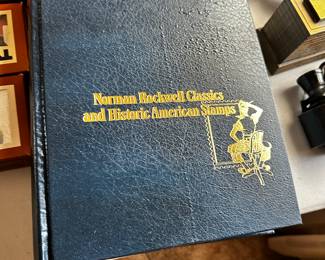 Norman Rockwell Classics
and Historic American Stamps